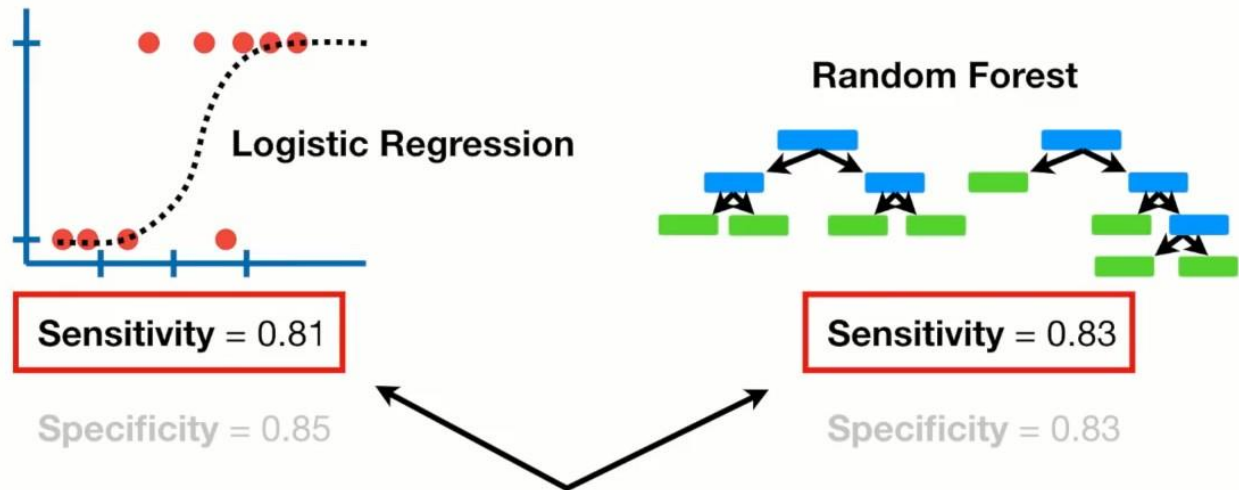 Random Forest
Logistic Regression
Sensitivity = 0.81
Sensitivity = 0.83
Specificity = 0.85
Specificity = 0.83